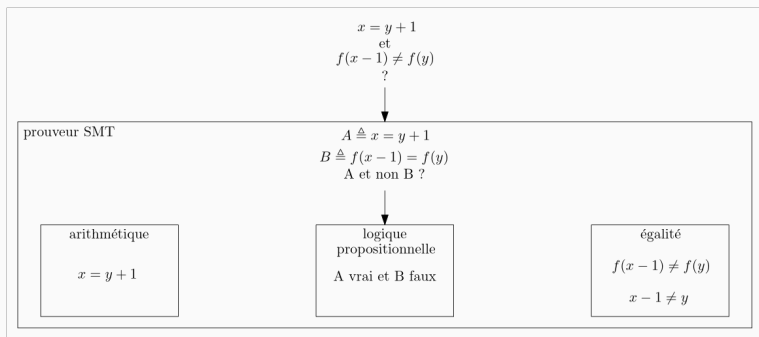 x = y + 1
et
f(x − 1) ≠ f(y)
?
prouveur SMT
A ≜ x = y + 1
B ≜ f(x − 1) = f(y)
A et non B ?
arithmétique
x = y + 1
logique
propositionnelle
A vrai et B faux
égalité
f(x − 1) ≠ f(y)
x − 1 ≠ y